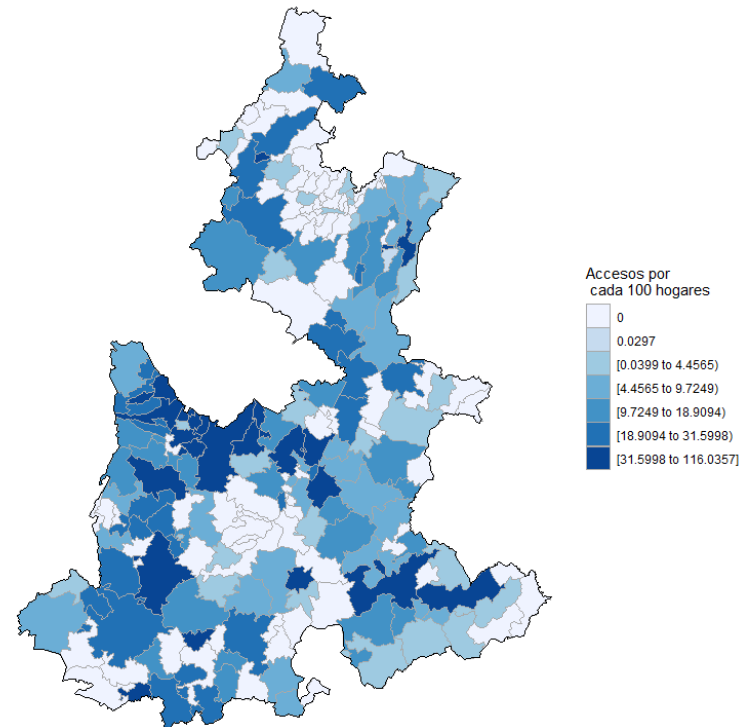 Accesos por
cada 100 hogares
0
0.0297
[0.0399 to 4.4565)
[4.4565 to 9.7249)
[9.7249 to 18.9094)
[18.9094 to 31.5998)
[31.5998 to 116.0357]